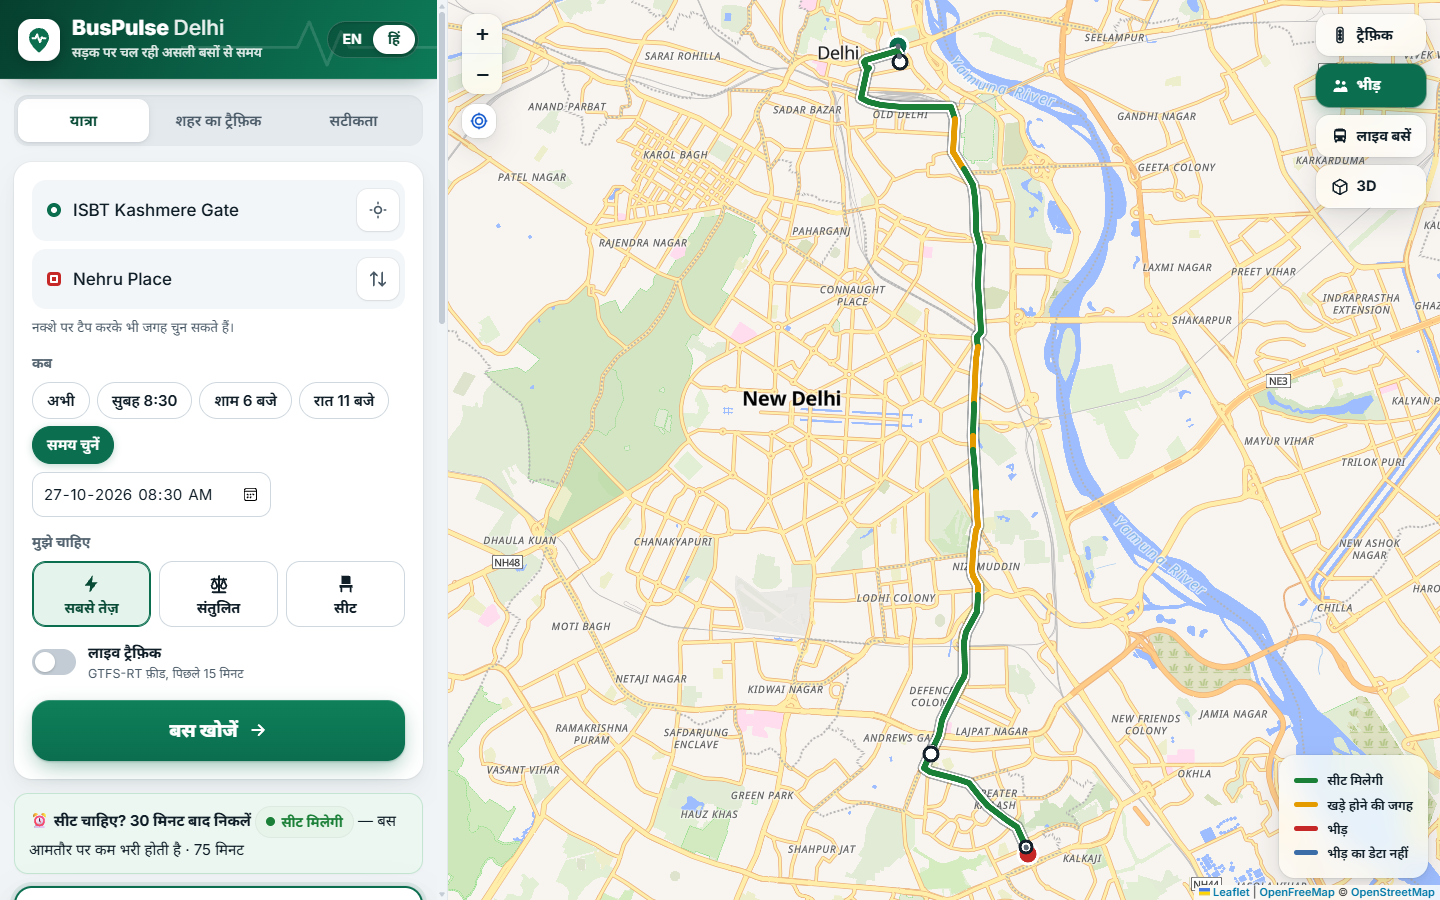 BusPulse Delhi
सड़क पर चल रही असली बसों से समय
EN
हिं
यात्रा
शहर का ट्रैफ़िक
सटीकता
ISBT Kashmere Gate
Nehru Place
नक्शे पर टैप करके भी जगह चुन सकते हैं।
कब
अभी
सुबह 8:30
शाम 6 बजे
रात 11 बजे
समय चुनें
27-10-2026 08:30 AM
मुझे चाहिए
सबसे तेज़
संतुलित
सीट
लाइव ट्रैफ़िक
GTFS-RT फ़ीड, पिछले 15 मिनट
बस खोजें →
सीट चाहिए? 30 मिनट बाद निकलें सीट मिलेगी — बस
आमतौर पर कम भरी होती है · 75 मिनट
+
−
ट्रैफ़िक
भीड़
लाइव बसें
3D
SEELAMPUR
SARAI ROHILLA
Delhi
Yamuna River
ANAND PARBAT
SADAR BAZAR
OLD DELHI
GANDHI NAGAR
KAROL BAGH
GEETA COLONY
KARKARDUMA
PATEL NAGAR
RAJENDRA NAGAR
PAHARGANJ
LAXMI NAGAR
PREET VIHAR
CONNAUGHT
PLACE
INDRAPRASTHA
EXTENSION
SHAKARPUR
NE3
New Delhi
MAYUR VIHAR
TRILOK PURI
DHAULA KUAN
CHANAKYAPURI
NH48
Yamuna River
NEW ASHOK
NAGAR
LODHI COLONY
CHILLA
MOTI BAGH
NETAJI NAGAR
KIDWAI NAGAR
RAMAKRISHNA
PURAM
SAFDARJUNG
ENCLAVE
LAJPAT NAGAR
NEW FRIENDS
COLONY
JAMIA NAGAR
VASANT VIHAR
OKHLA
GREEN PARK
HAUZ KHAS
SHAHPUR JAT
KALKAJI
सीट मिलेगी
खड़े होने की जगह
भीड़
भीड़ का डेटा नहीं
Leaflet | OpenFreeMap © OpenStreetMap